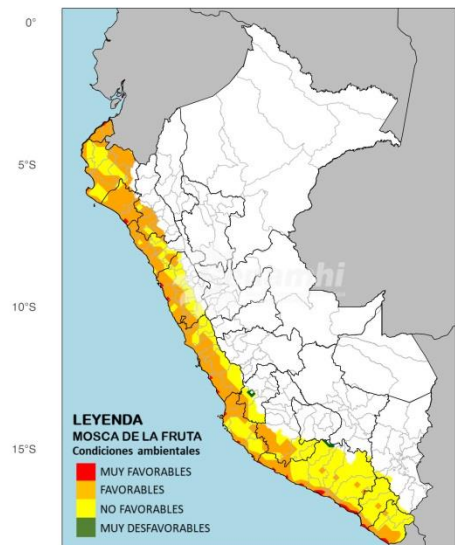 0°
5°S
10°S
15°S
LEYENDA
MOSCA DE LA FRUTA
Condiciones ambientales
MUY FAVORABLES
FAVORABLES
NO FAVORABLES
MUY DESFAVORABLES